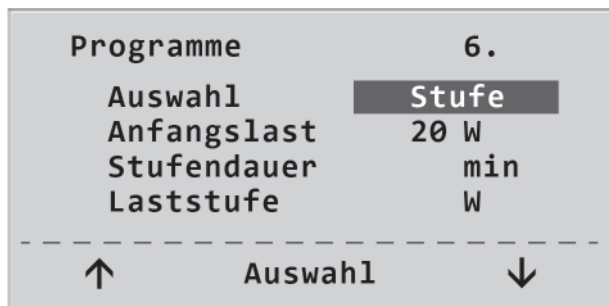 Programme 6.
Auswahl Stufe
Anfangslast 20 W
Stufendauer min
Laststufe W
↑ Auswahl ↓